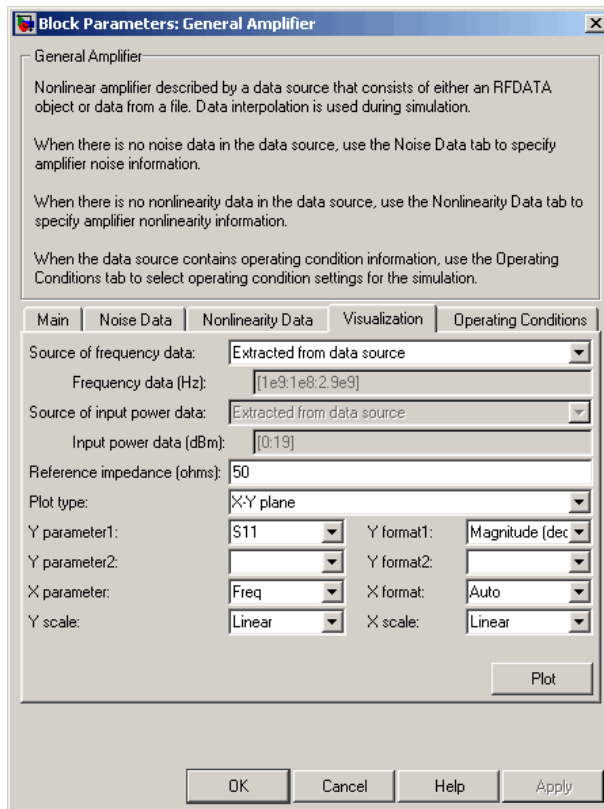 Block Parameters: General Amplifier
General Amplifier
Nonlinear amplifier described by a data source that consists of either an RFDATA
object or data from a file. Data interpolation is used during simulation.
When there is no noise data in the data source, use the Noise Data tab to specify
amplifier noise information.
When there is no nonlinearity data in the data source, use the Nonlinearity Data tab to
specify amplifier nonlinearity information.
When the data source contains operating condition information, use the Operating
Conditions tab to select operating condition settings for the simulation.
Main Noise Data Nonlinearity Data Visualization Operating Conditions
Source of frequency data: Extracted from data source
Frequency data (Hz): [1e9:1e8:2.9e9]
Source of input power data: Extracted from data source
Input power data (dBm): [0:19]
Reference impedance (ohms): 50
Plot type: X-Y plane
Y parameter1: S11 Y format1: Magnitude (dec
Y parameter2: Y format2:
X parameter: Freq X format: Auto
Y scale: Linear X scale: Linear
Plot
OK Cancel Help Apply